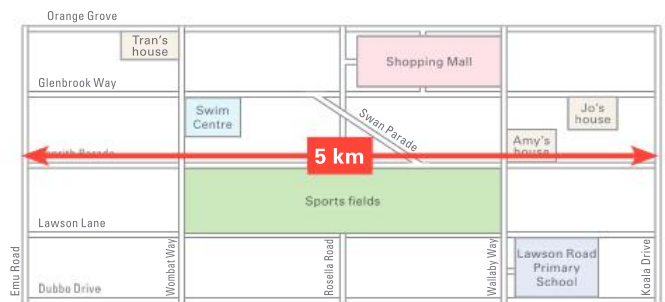 Orange Grove
Tran's
house
Shopping Mall
Glenbrook Way
Swim
Centre
Swan Parade
Jo's
house
Amy's
house
Parade
5 km
Sports fields
Lawson Lane
Emu Road
Wombat Way
Rosella Road
Wallaby Way
Koala Drive
Lawson Road
Primary
School
Dubbo Drive